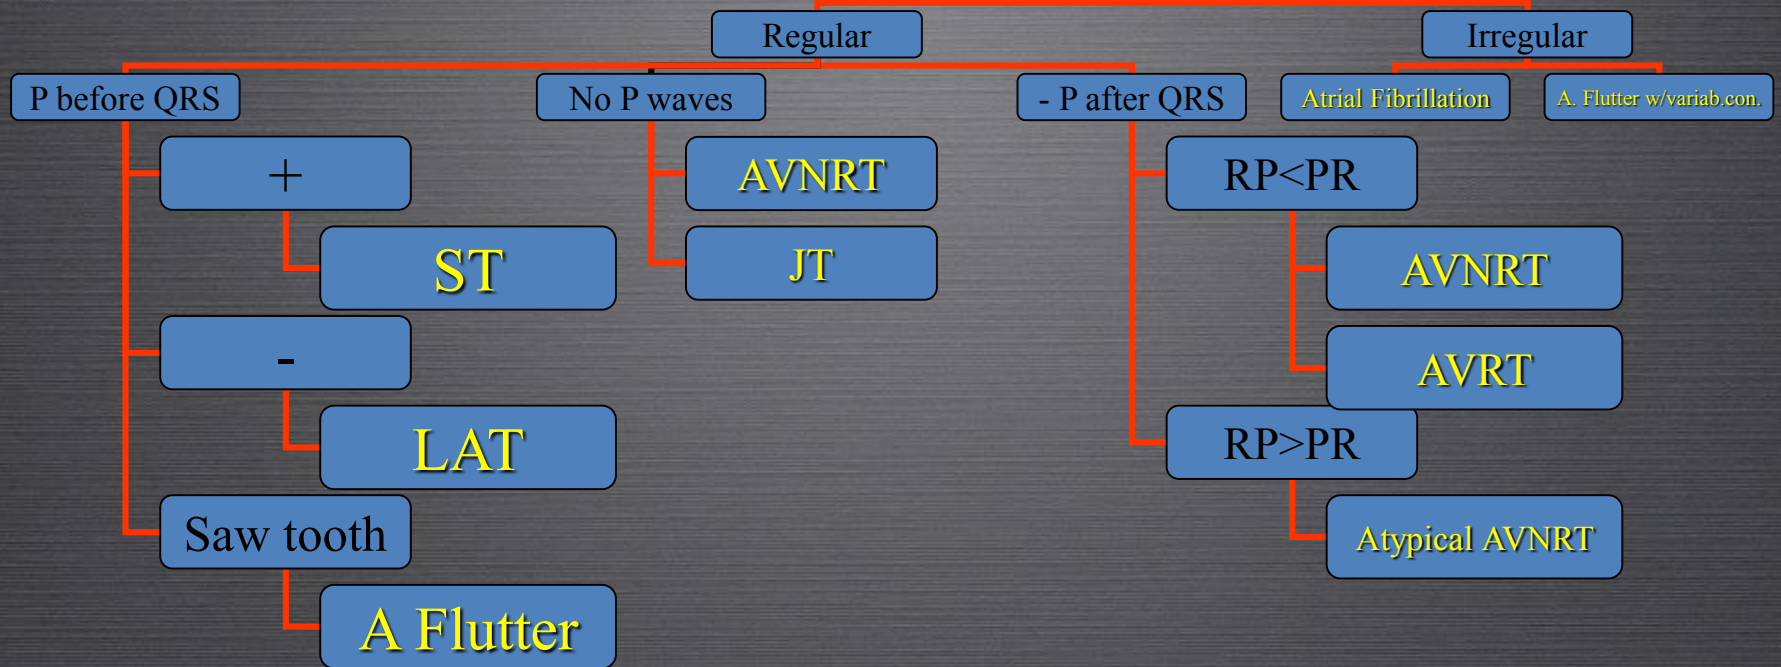 Regular
Irregular
P before QRS
No P waves
- P after QRS
Atrial Fibrillation
A. Flutter w/variab.con.
+
ST
-
LAT
Saw tooth
A Flutter
AVNRT
JT
RP<PR
AVNRT
AVRT
RP>PR
Atypical AVNRT